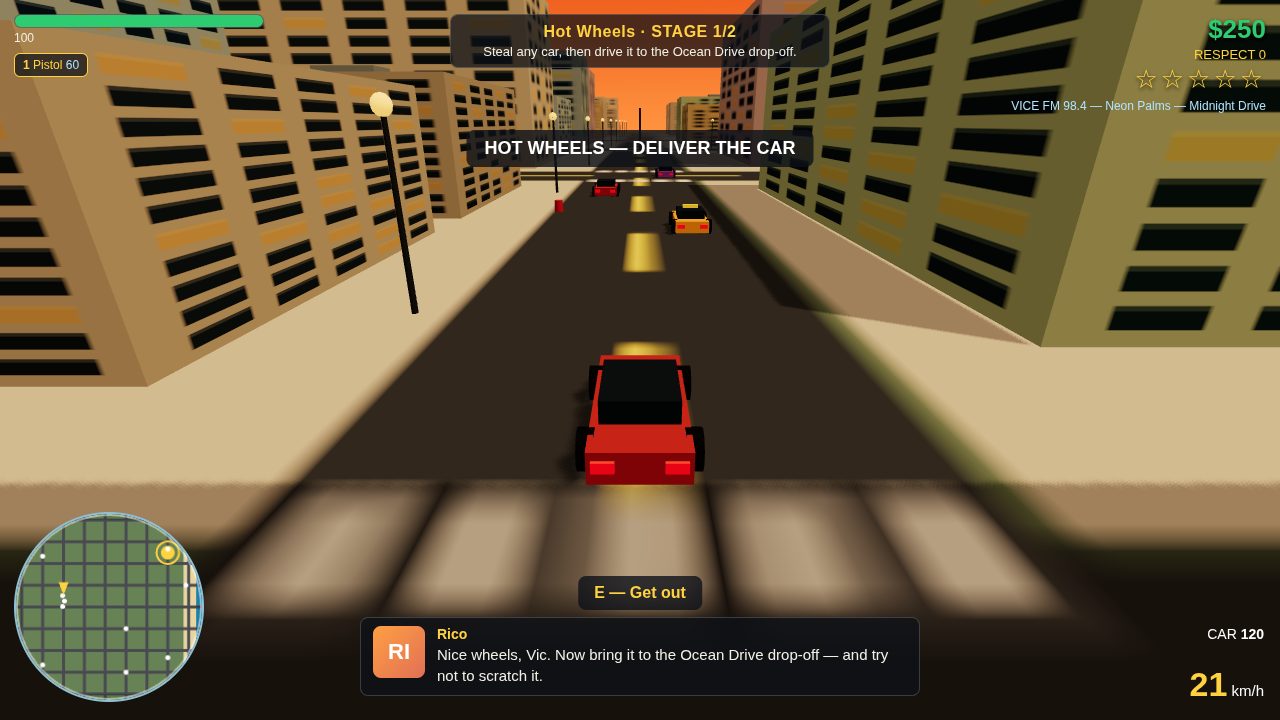 100
1 Pistol 60
Hot Wheels · STAGE 1/2
Steal any car, then drive it to the Ocean Drive drop-off.
$250
RESPECT 0
☆☆☆☆☆
VICE FM 98.4 — Neon Palms — Midnight Drive
HOT WHEELS — DELIVER THE CAR
E — Get out
RI
Rico
Nice wheels, Vic. Now bring it to the Ocean Drive drop-off — and try
not to scratch it.
CAR 120
21 km/h